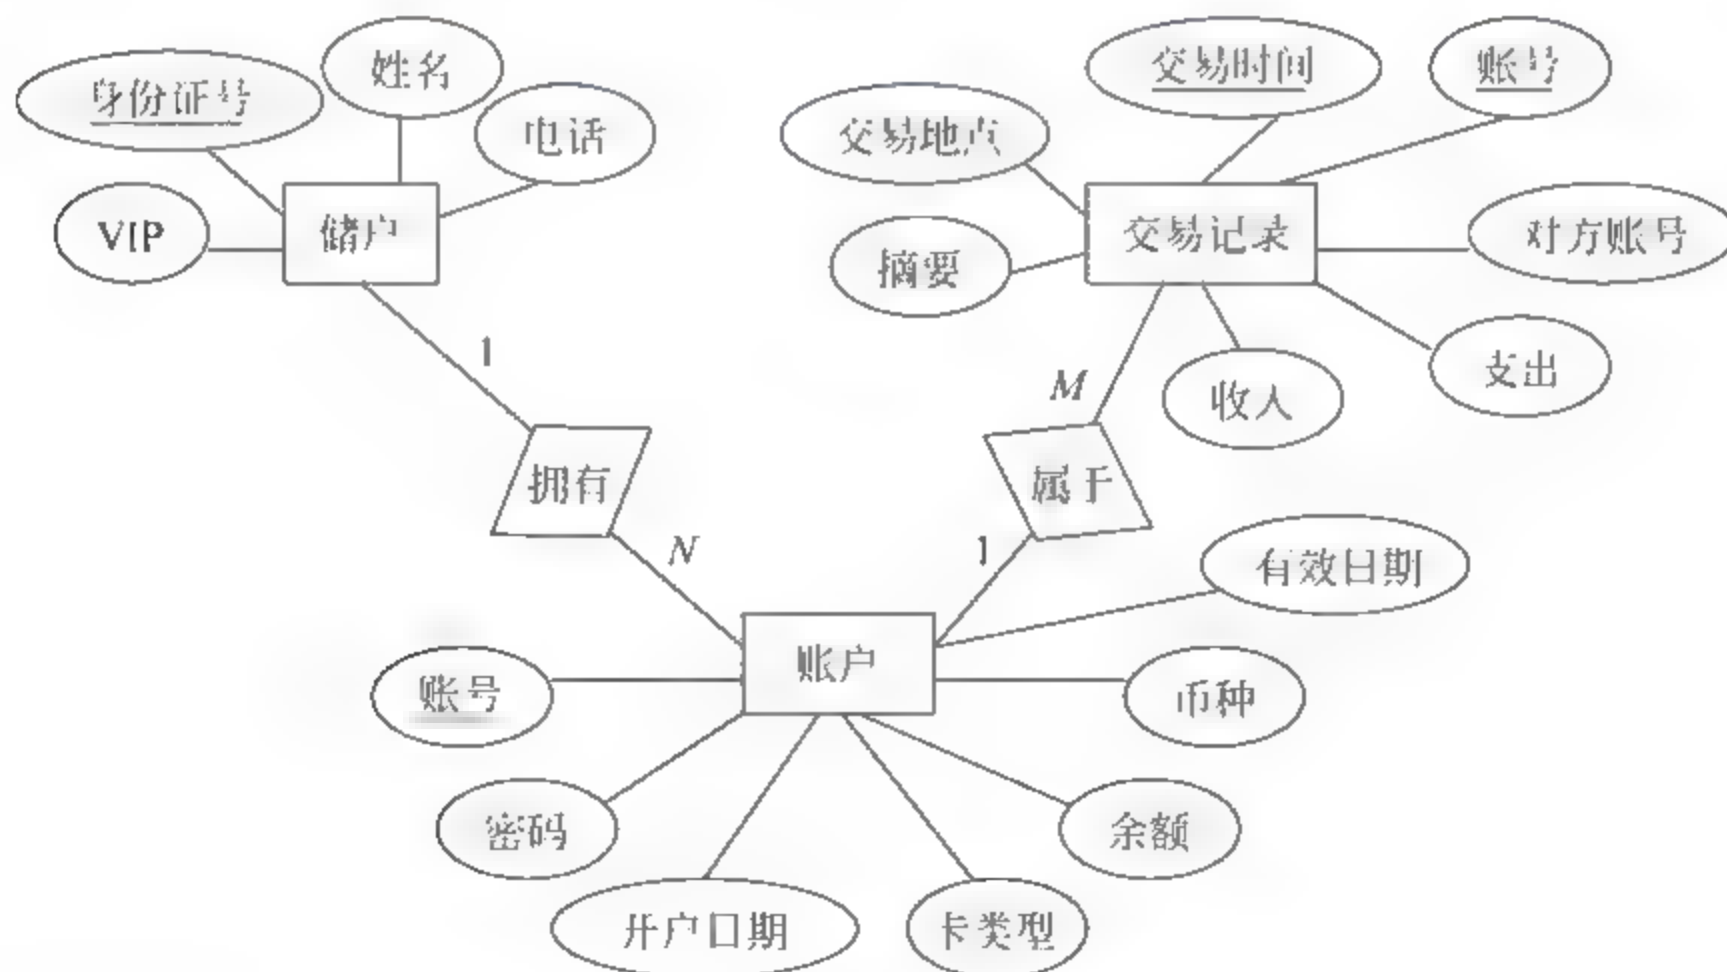 身份证号
姓名
电话
VIP
储户
交易时间
账号
交易地点
交易记录
对方账号
摘要
收入
支出
1
M
拥有
属于
N
1
有效日期
账户
账号
币种
密码
余额
开户日期
卡类型